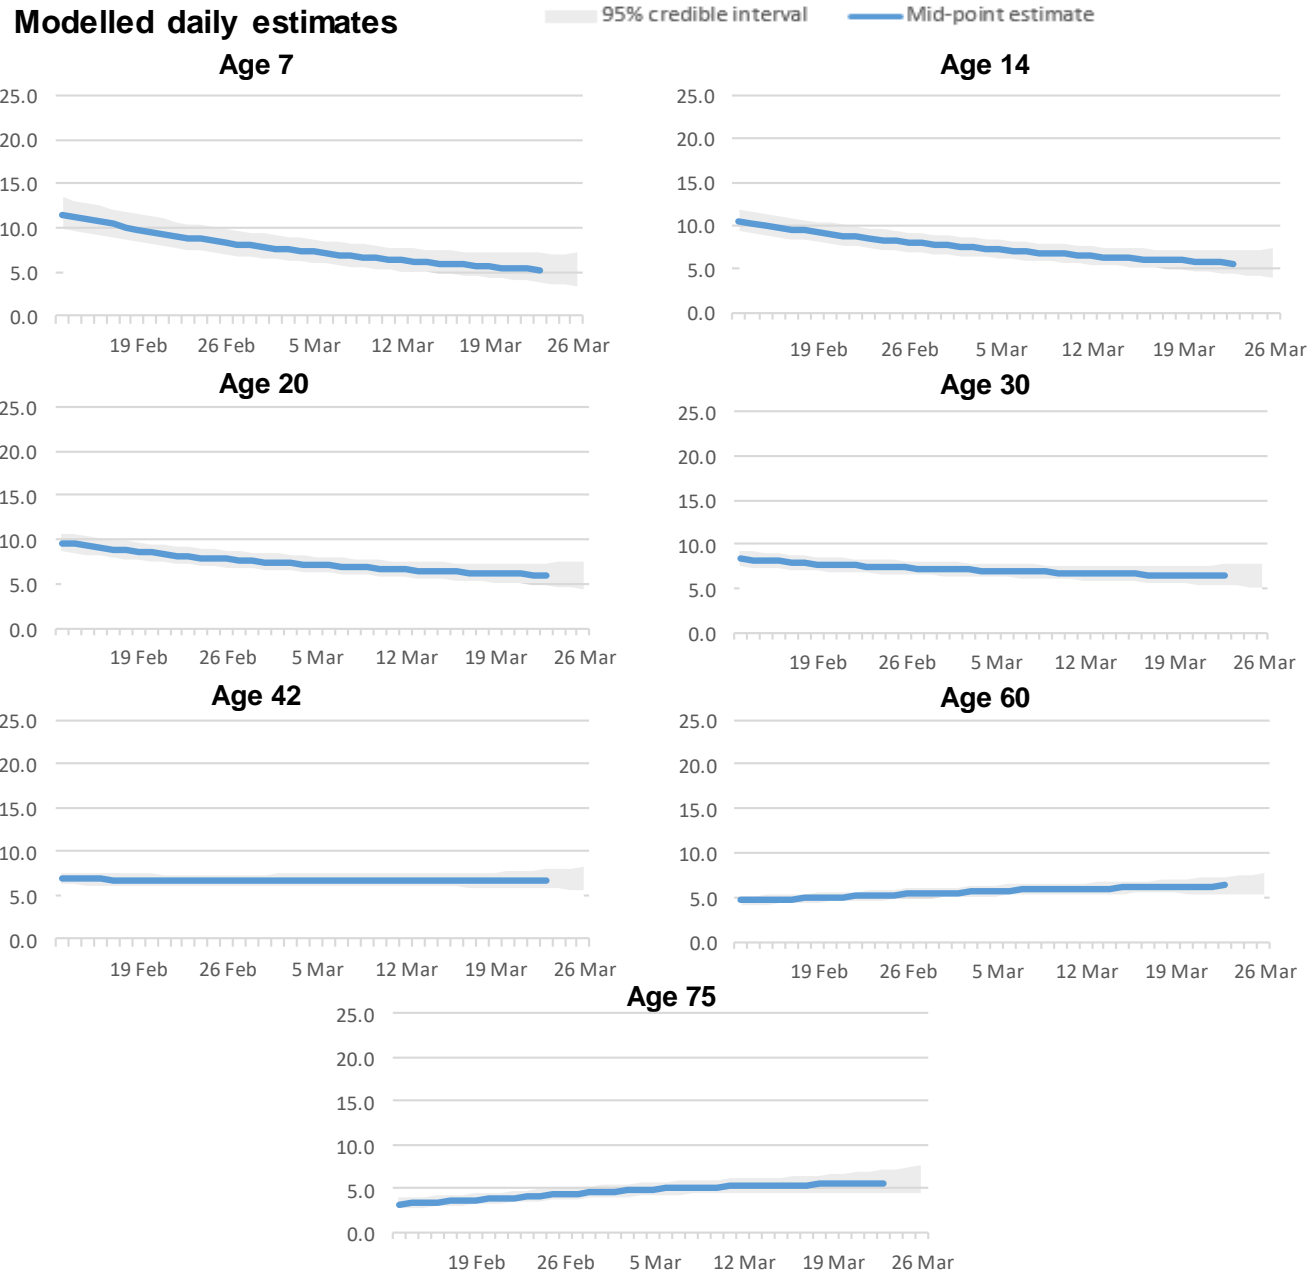 Modelled daily estimates
95% credible interval
Mid-point estimate
Age 7
25.0
20.0
15.0
10.0
5.0
0.0
19 Feb 26 Feb 5 Mar 12 Mar 19 Mar 26 Mar
Age 14
25.0
20.0
15.0
10.0
5.0
0.0
19 Feb 26 Feb 5 Mar 12 Mar 19 Mar 26 Mar
Age 20
25.0
20.0
15.0
10.0
5.0
0.0
19 Feb 26 Feb 5 Mar 12 Mar 19 Mar 26 Mar
Age 30
25.0
20.0
15.0
10.0
5.0
0.0
19 Feb 26 Feb 5 Mar 12 Mar 19 Mar 26 Mar
Age 42
25.0
20.0
15.0
10.0
5.0
0.0
19 Feb 26 Feb 5 Mar 12 Mar 19 Mar 26 Mar
Age 60
25.0
20.0
15.0
10.0
5.0
0.0
19 Feb 26 Feb 5 Mar 12 Mar 19 Mar 26 Mar
Age 75
25.0
20.0
15.0
10.0
5.0
0.0
19 Feb 26 Feb 5 Mar 12 Mar 19 Mar 26 Mar